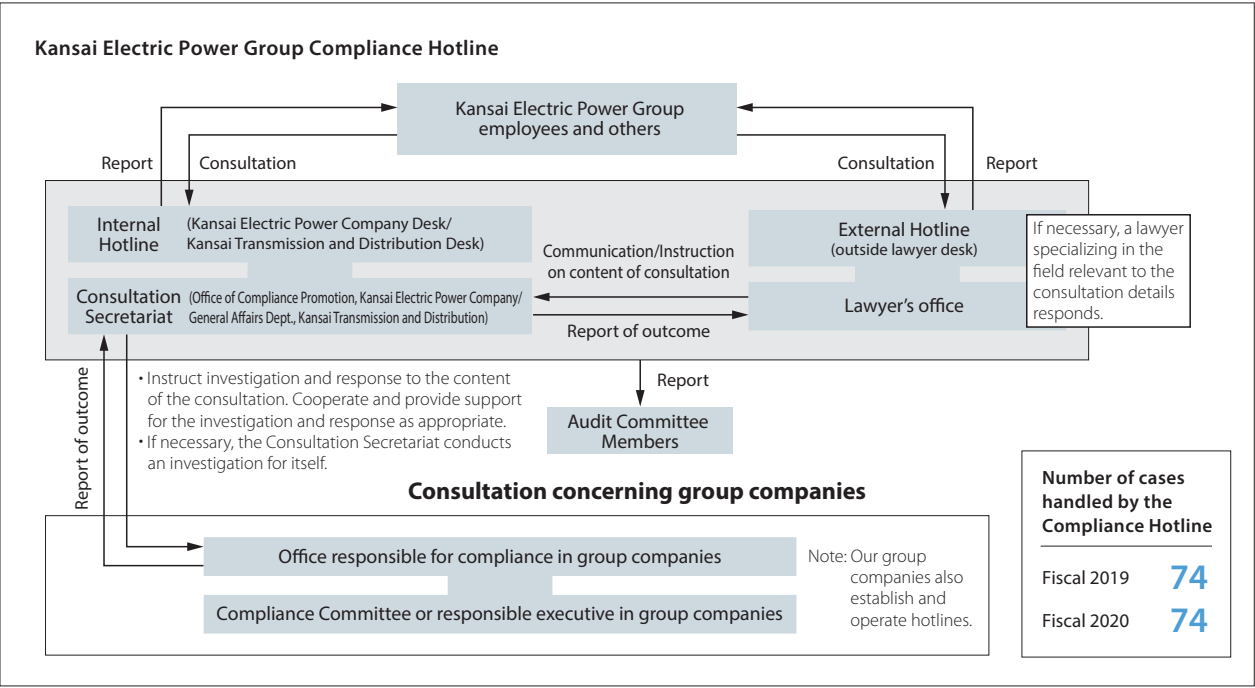 Kansai Electric Power Group Compliance Hotline
Kansai Electric Power Group
employees and others
Report
Consultation
Consultation
Report
Internal
Hotline
(Kansai Electric Power Company Desk/
Kansai Transmission and Distribution Desk)
Consultation
Secretariat
(Office of Compliance Promotion, Kansai Electric Power Company/
General Affairs Dept., Kansai Transmission and Distribution)
Communication/Instruction
on content of consultation
Report of outcome
External Hotline
(outside lawyer desk)
Lawyer's office
If necessary, a lawyer
specializing in the
field relevant to the
consultation details
responds.
Report of outcome
• Instruct investigation and response to the content
of the consultation. Cooperate and provide support
for the investigation and response as appropriate.
• If necessary, the Consultation Secretariat conducts
an investigation for itself.
Report
Audit Committee
Members
Consultation concerning group companies
Office responsible for compliance in group companies
Compliance Committee or responsible executive in group companies
Note: Our group
companies also
establish and
operate hotlines.
Number of cases
handled by the
Compliance Hotline
Fiscal 2019 74
Fiscal 2020 74